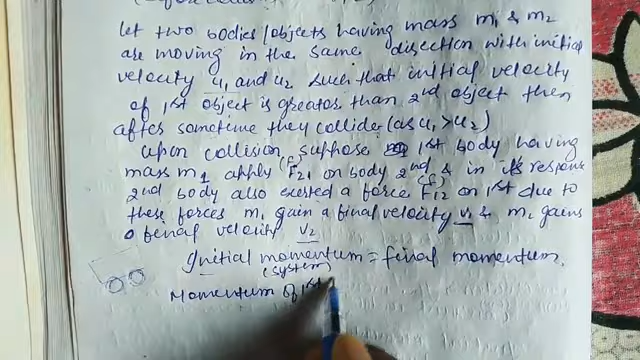 let two bodies/objects having mass m1 & m2
are moving in the same direction with initial
velocity u1 and u2 such that initial velocity
of 1st object is greater than 2nd object then
after sometime they collide (as u1 > u2)
Upon collision suppose 1st body having
mass m1 apply (F) F21 on body 2nd & in its respons
2nd body also exerted a force (F) F12 on 1st due to
these forces m1 gain a final velocity v1 & m2 gains
a final velocity v2
Initial momentum = final momentum.
(system)
Momentum of 1st